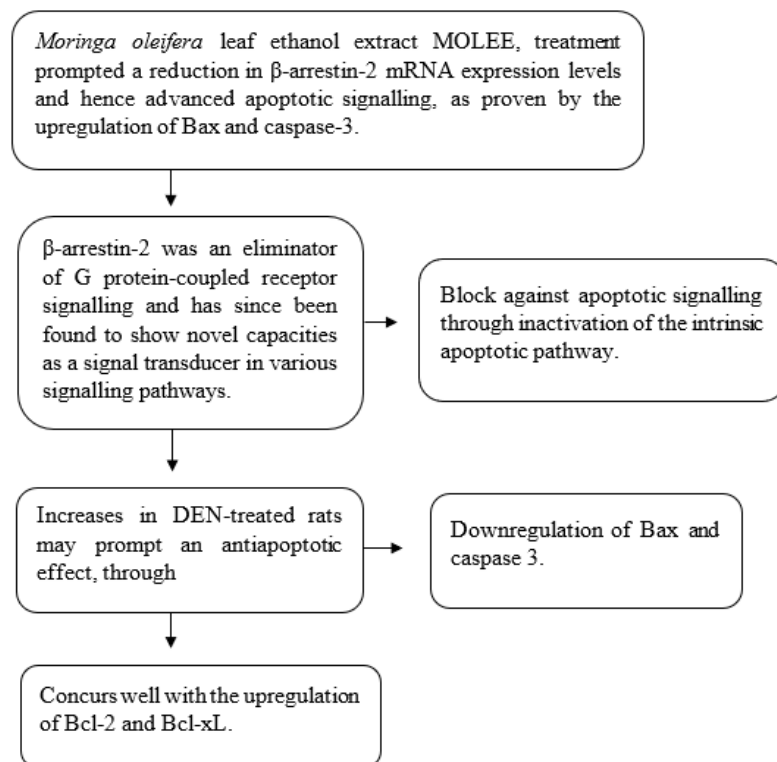 Moringa oleifera leaf ethanol extract MOLEE, treatment
prompted a reduction in β-arrestin-2 mRNA expression levels
and hence advanced apoptotic signalling, as proven by the
upregulation of Bax and caspase-3.
β-arrestin-2 was an eliminator
of G protein-coupled receptor
signalling and has since been
found to show novel capacities
as a signal transducer in various
signalling pathways.
Block against apoptotic signalling
through inactivation of the intrinsic
apoptotic pathway.
Increases in DEN-treated rats
may prompt an antiapoptotic
effect, through
Downregulation of Bax and
caspase 3.
Concurs well with the upregulation
of Bcl-2 and Bcl-xL.